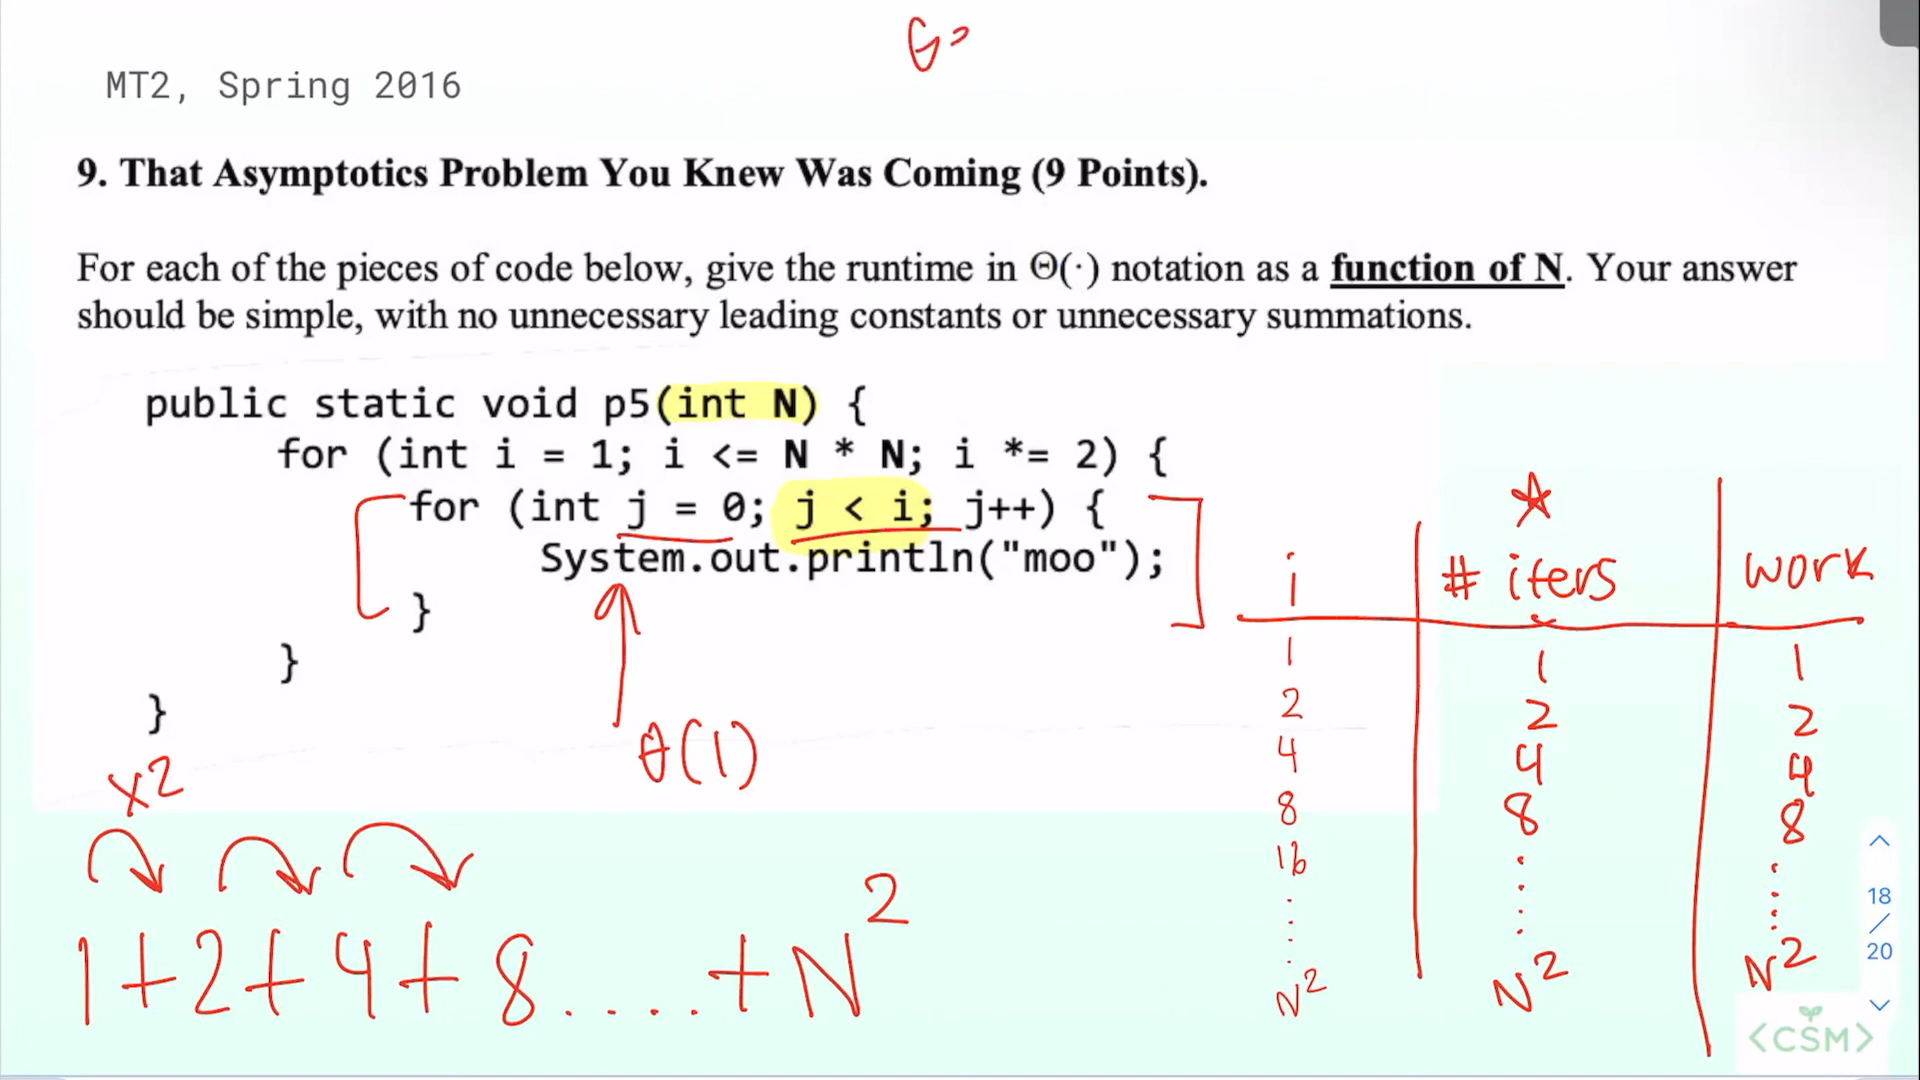 G>
MT2, Spring 2016
9. That Asymptotics Problem You Knew Was Coming (9 Points).
For each of the pieces of code below, give the runtime in Θ(·) notation as a function of N. Your answer
should be simple, with no unnecessary leading constants or unnecessary summations.
public static void p5(int N) {
for (int i = 1; i <= N * N; i *= 2) {
for (int j = 0; j < i; j++) {
System.out.println("moo");
}
}
}
θ(1)
x2
1+2+4+8.....+N²
i # iters work
1 1 1
2 2 2
4 4 4
8 8 8
16
N² N² N²
18
/
20
<CSM>